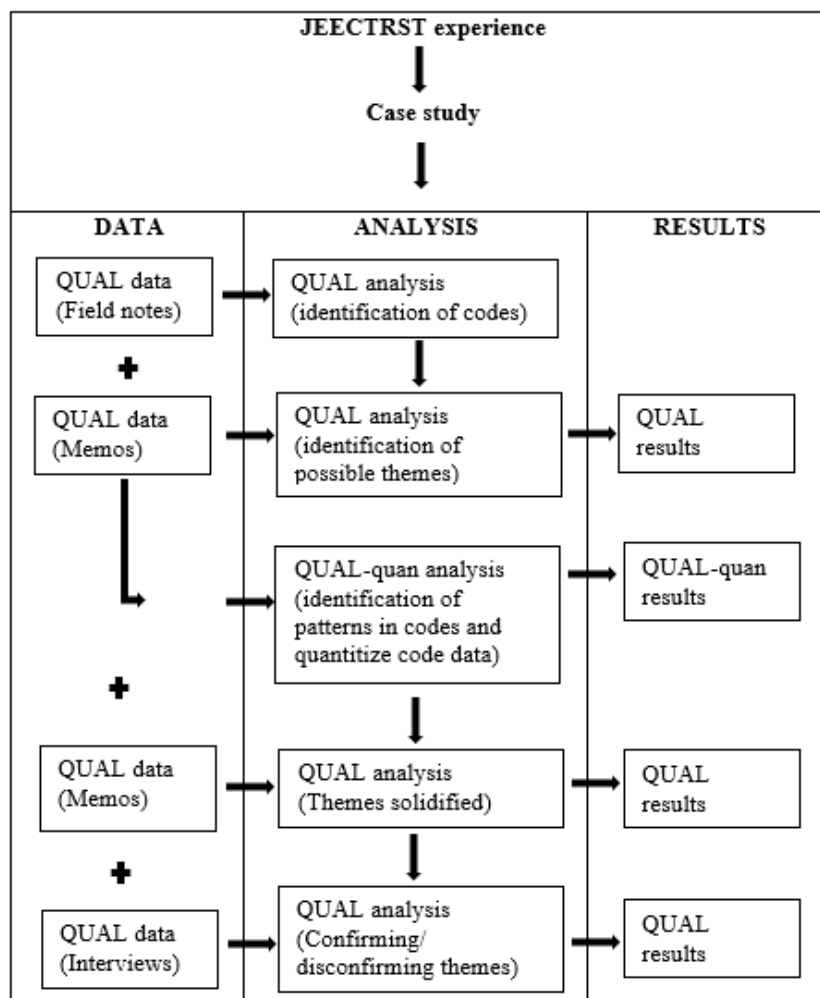 JEECTRST experience
Case study
DATA
ANALYSIS
RESULTS
QUAL data
(Field notes)
QUAL analysis
(identification of codes)
QUAL data
(Memos)
QUAL analysis
(identification of
possible themes)
QUAL
results
QUAL-quan analysis
(identification of
patterns in codes and
quantitize code data)
QUAL-quan
results
QUAL data
(Memos)
QUAL analysis
(Themes solidified)
QUAL
results
QUAL data
(Interviews)
QUAL analysis
(Confirming/
disconfirming themes)
QUAL
results